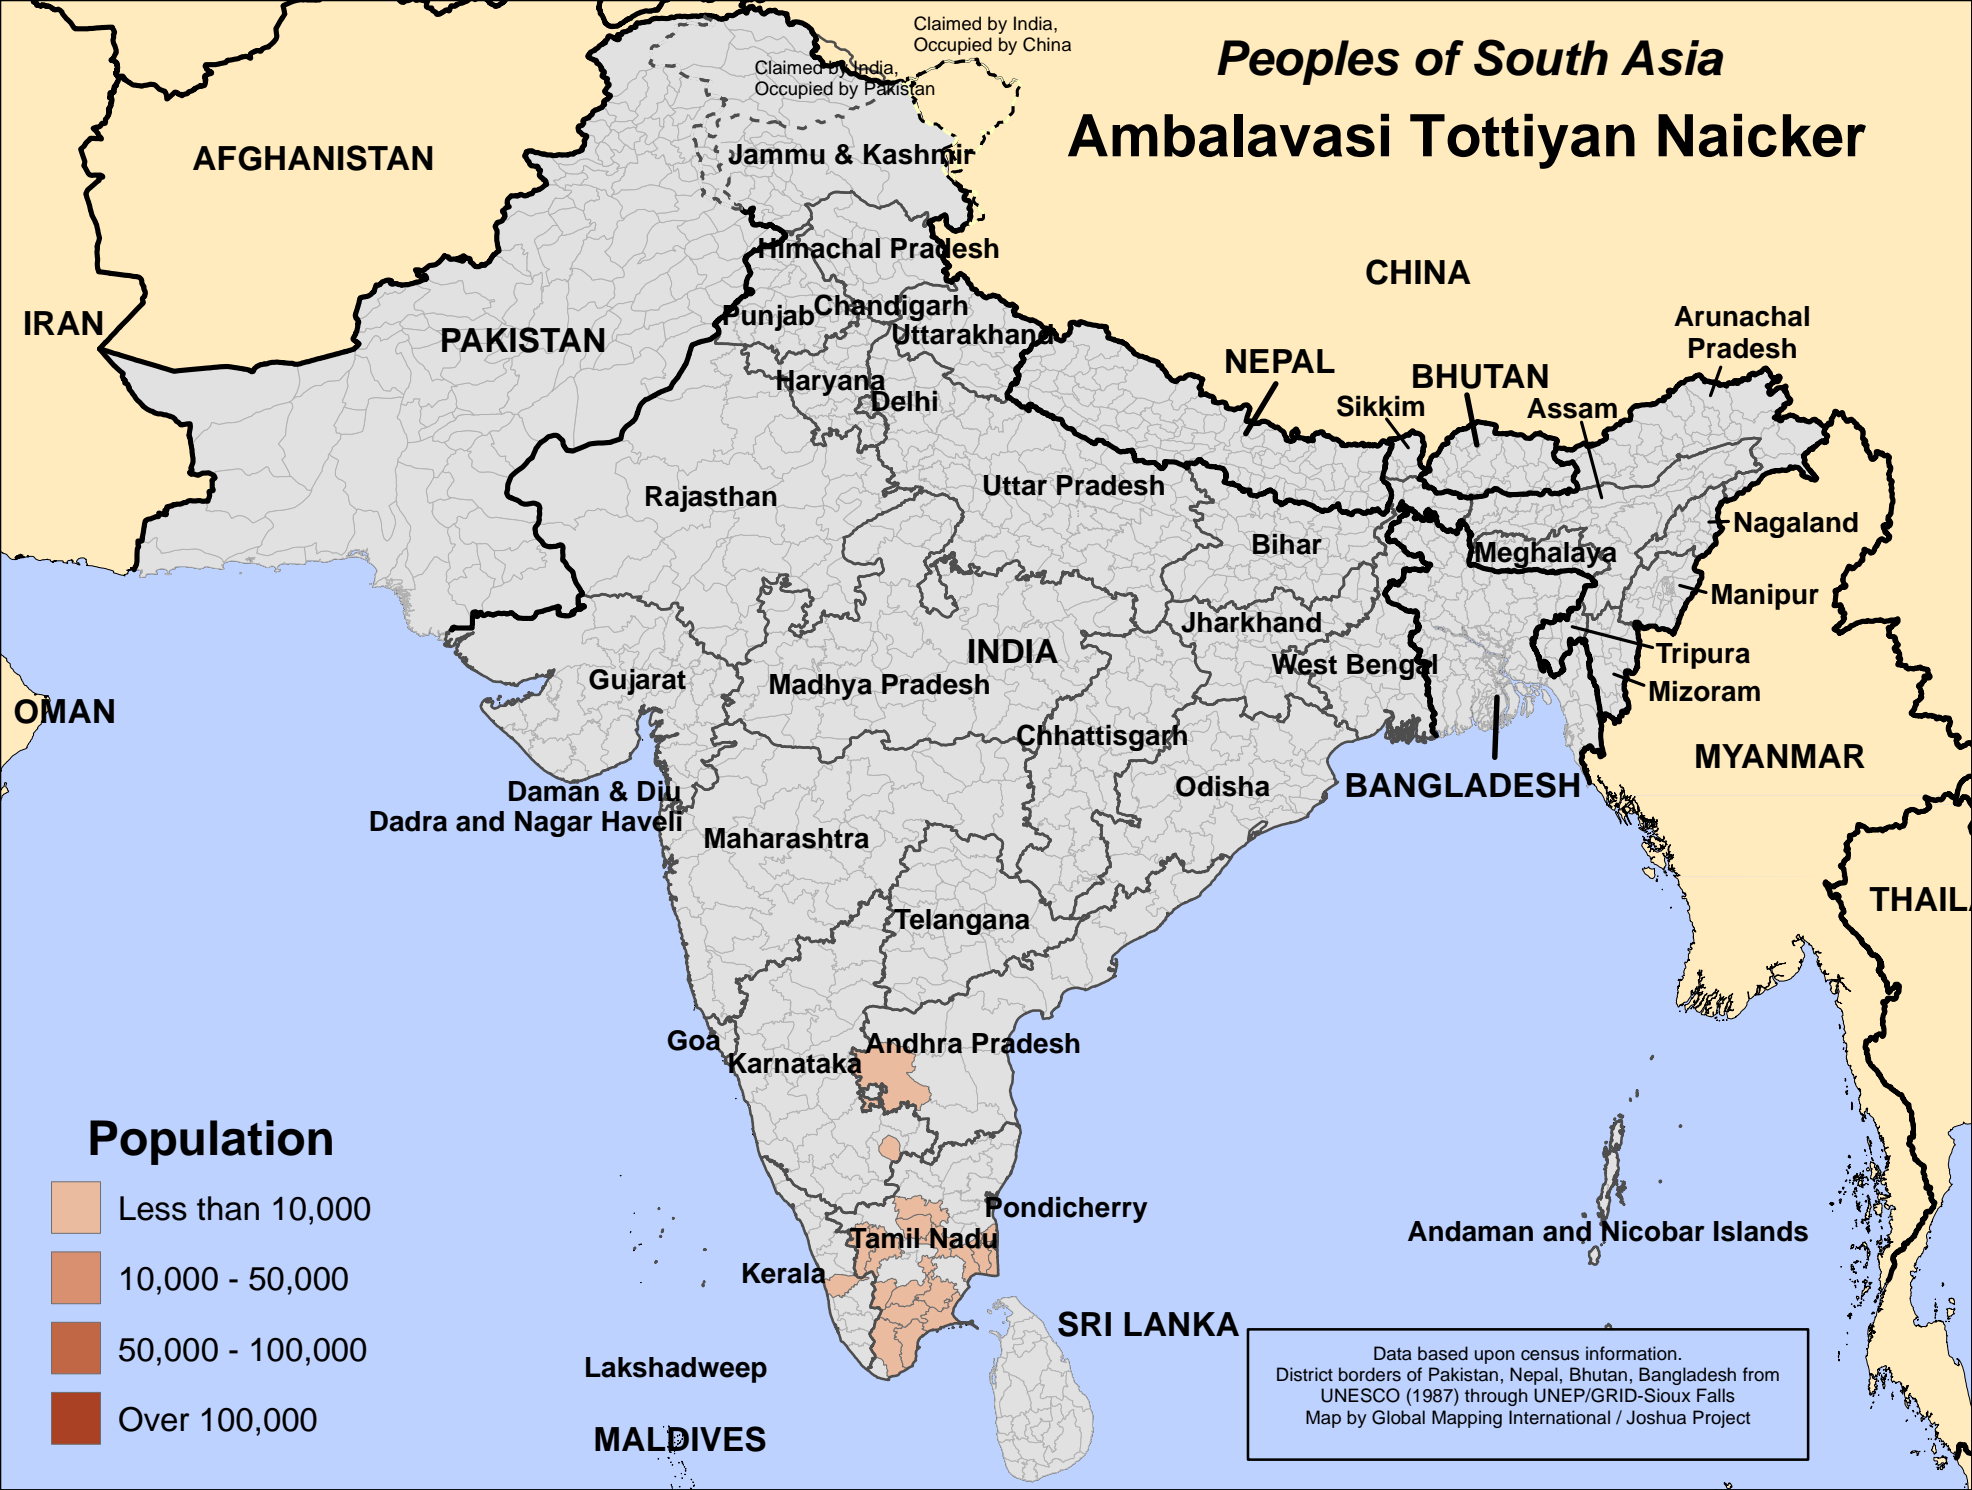 Claimed by India,
Occupied by China
Peoples of South Asia
Claimed by India,
Occupied by Pakistan
Ambalavasi Tottiyan Naicker
AFGHANISTAN
Jammu & Kashmir
Himachal Pradesh
CHINA
IRAN
PAKISTAN
Punjab
Chandigarh
Uttarakhand
Arunachal
Pradesh
NEPAL
BHUTAN
Haryana
Delhi
Sikkim
Assam
Rajasthan
Uttar Pradesh
Nagaland
Bihar
Meghalaya
Manipur
Jharkhand
INDIA
Tripura
West Bengal
Gujarat
Madhya Pradesh
Mizoram
OMAN
Chhattisgarh
MYANMAR
Odisha
BANGLADESH
Daman & Diu
Dadra and Nagar Haveli
Maharashtra
THAILA
Telangana
Goa
Andhra Pradesh
Karnataka
Population
Less than 10,000
10,000 - 50,000
50,000 - 100,000
Over 100,000
Pondicherry
Tamil Nadu
Andaman and Nicobar Islands
Kerala
SRI LANKA
Lakshadweep
MALDIVES
Data based upon census information.
District borders of Pakistan, Nepal, Bhutan, Bangladesh from
UNESCO (1987) through UNEP/GRID-Sioux Falls
Map by Global Mapping International / Joshua Project